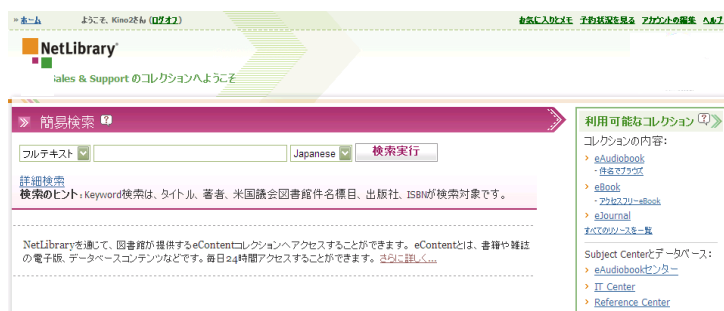 » ホーム ようこそ、Kino2さん (ログオフ) お気に入りとメモ 予約状況を見る アカウントの編集 ヘルプ
NetLibrary
ales & Support のコレクションへようこそ
» 簡易検索 ?
フルテキスト Japanese 検索実行
詳細検索
検索のヒント:Keyword検索は、タイトル、著者、米国議会図書館件名標目、出版社、ISBNが検索対象です。
NetLibraryを通じて、図書館が提供するeContentコレクションへアクセスすることができます。eContentとは、書籍や雑誌
の電子版、データベースコンテンツなどです。毎日24時間アクセスすることができます。 さらに詳しく...
利用可能なコレクション ?
コレクションの内容:
› eAudiobook
- 件名でブラウズ
› eBook
- アクセスフリーeBook
› eJournal
すべてのリソースを一覧
Subject Centerとデータベース:
› eAudiobookセンター
› IT Center
› Reference Center